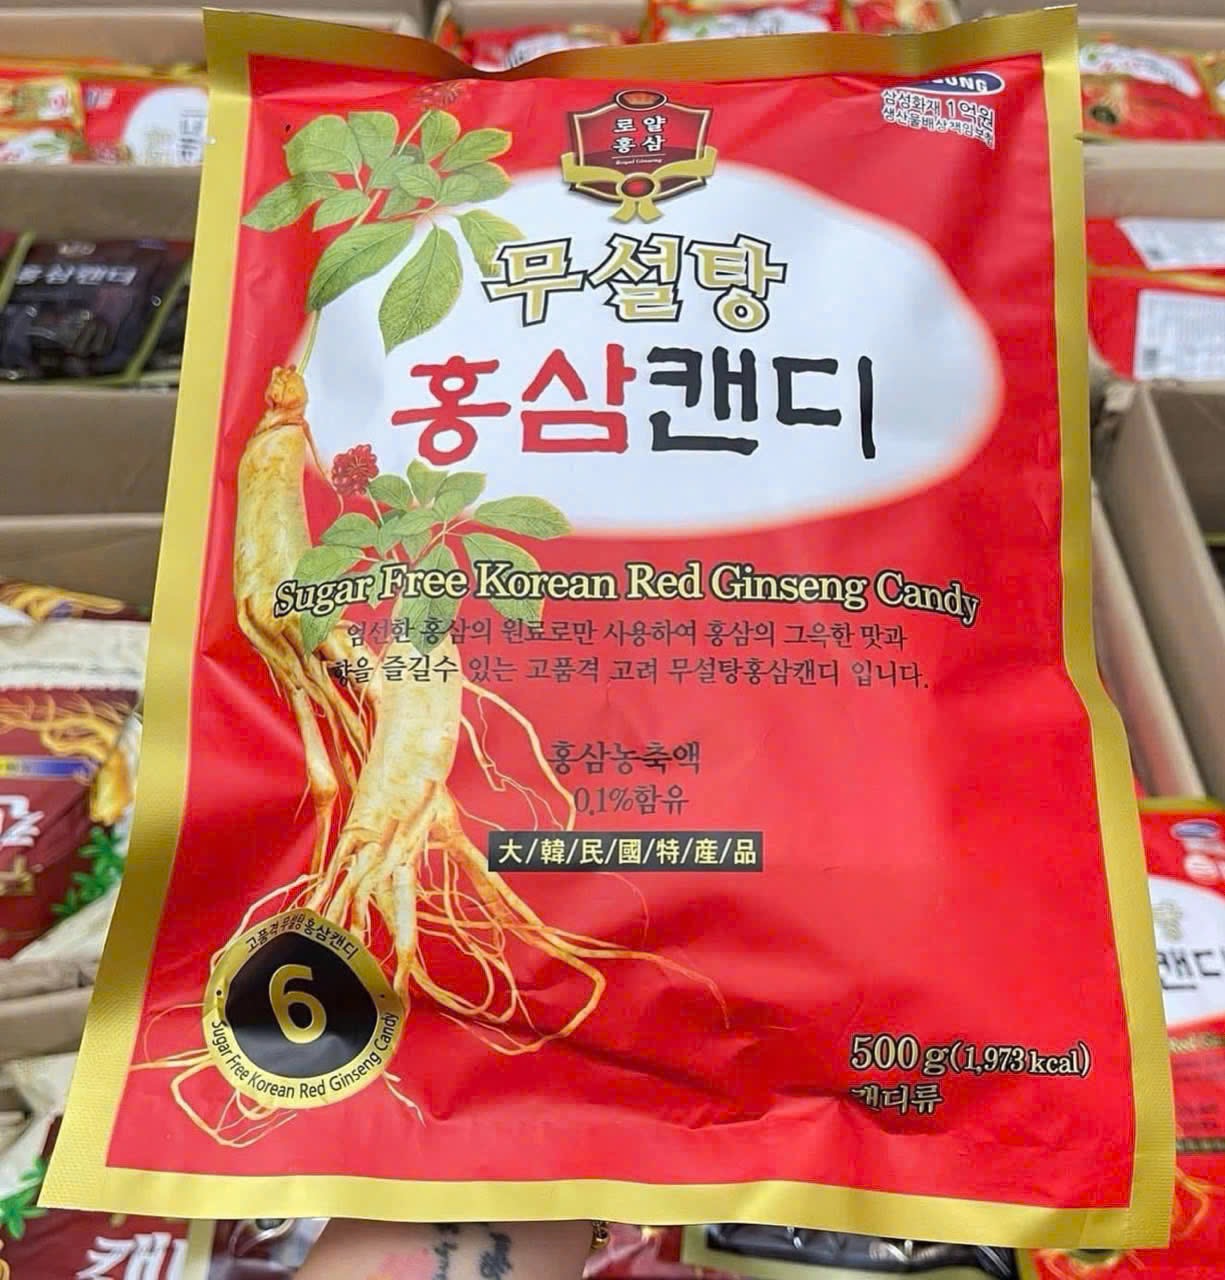 삼성화재 1억원
생산물배상책임보험
로얄
홍삼
Royal Ginseng
무설탕
홍삼캔디
Sugar Free Korean Red Ginseng Candy
엄선한 홍삼의 원료로만 사용하여 홍삼의 그윽한 맛과
향을 즐길수 있는 고품격 고려 무설탕홍삼캔디 입니다.
홍삼농축액
0.1%함유
大/韓/民/國/特/産/品
고품격 무설탕 홍삼캔디
6
Sugar Free Korean Red Ginseng Candy
500g(1,973 kcal)
캔디류
홍삼캔디